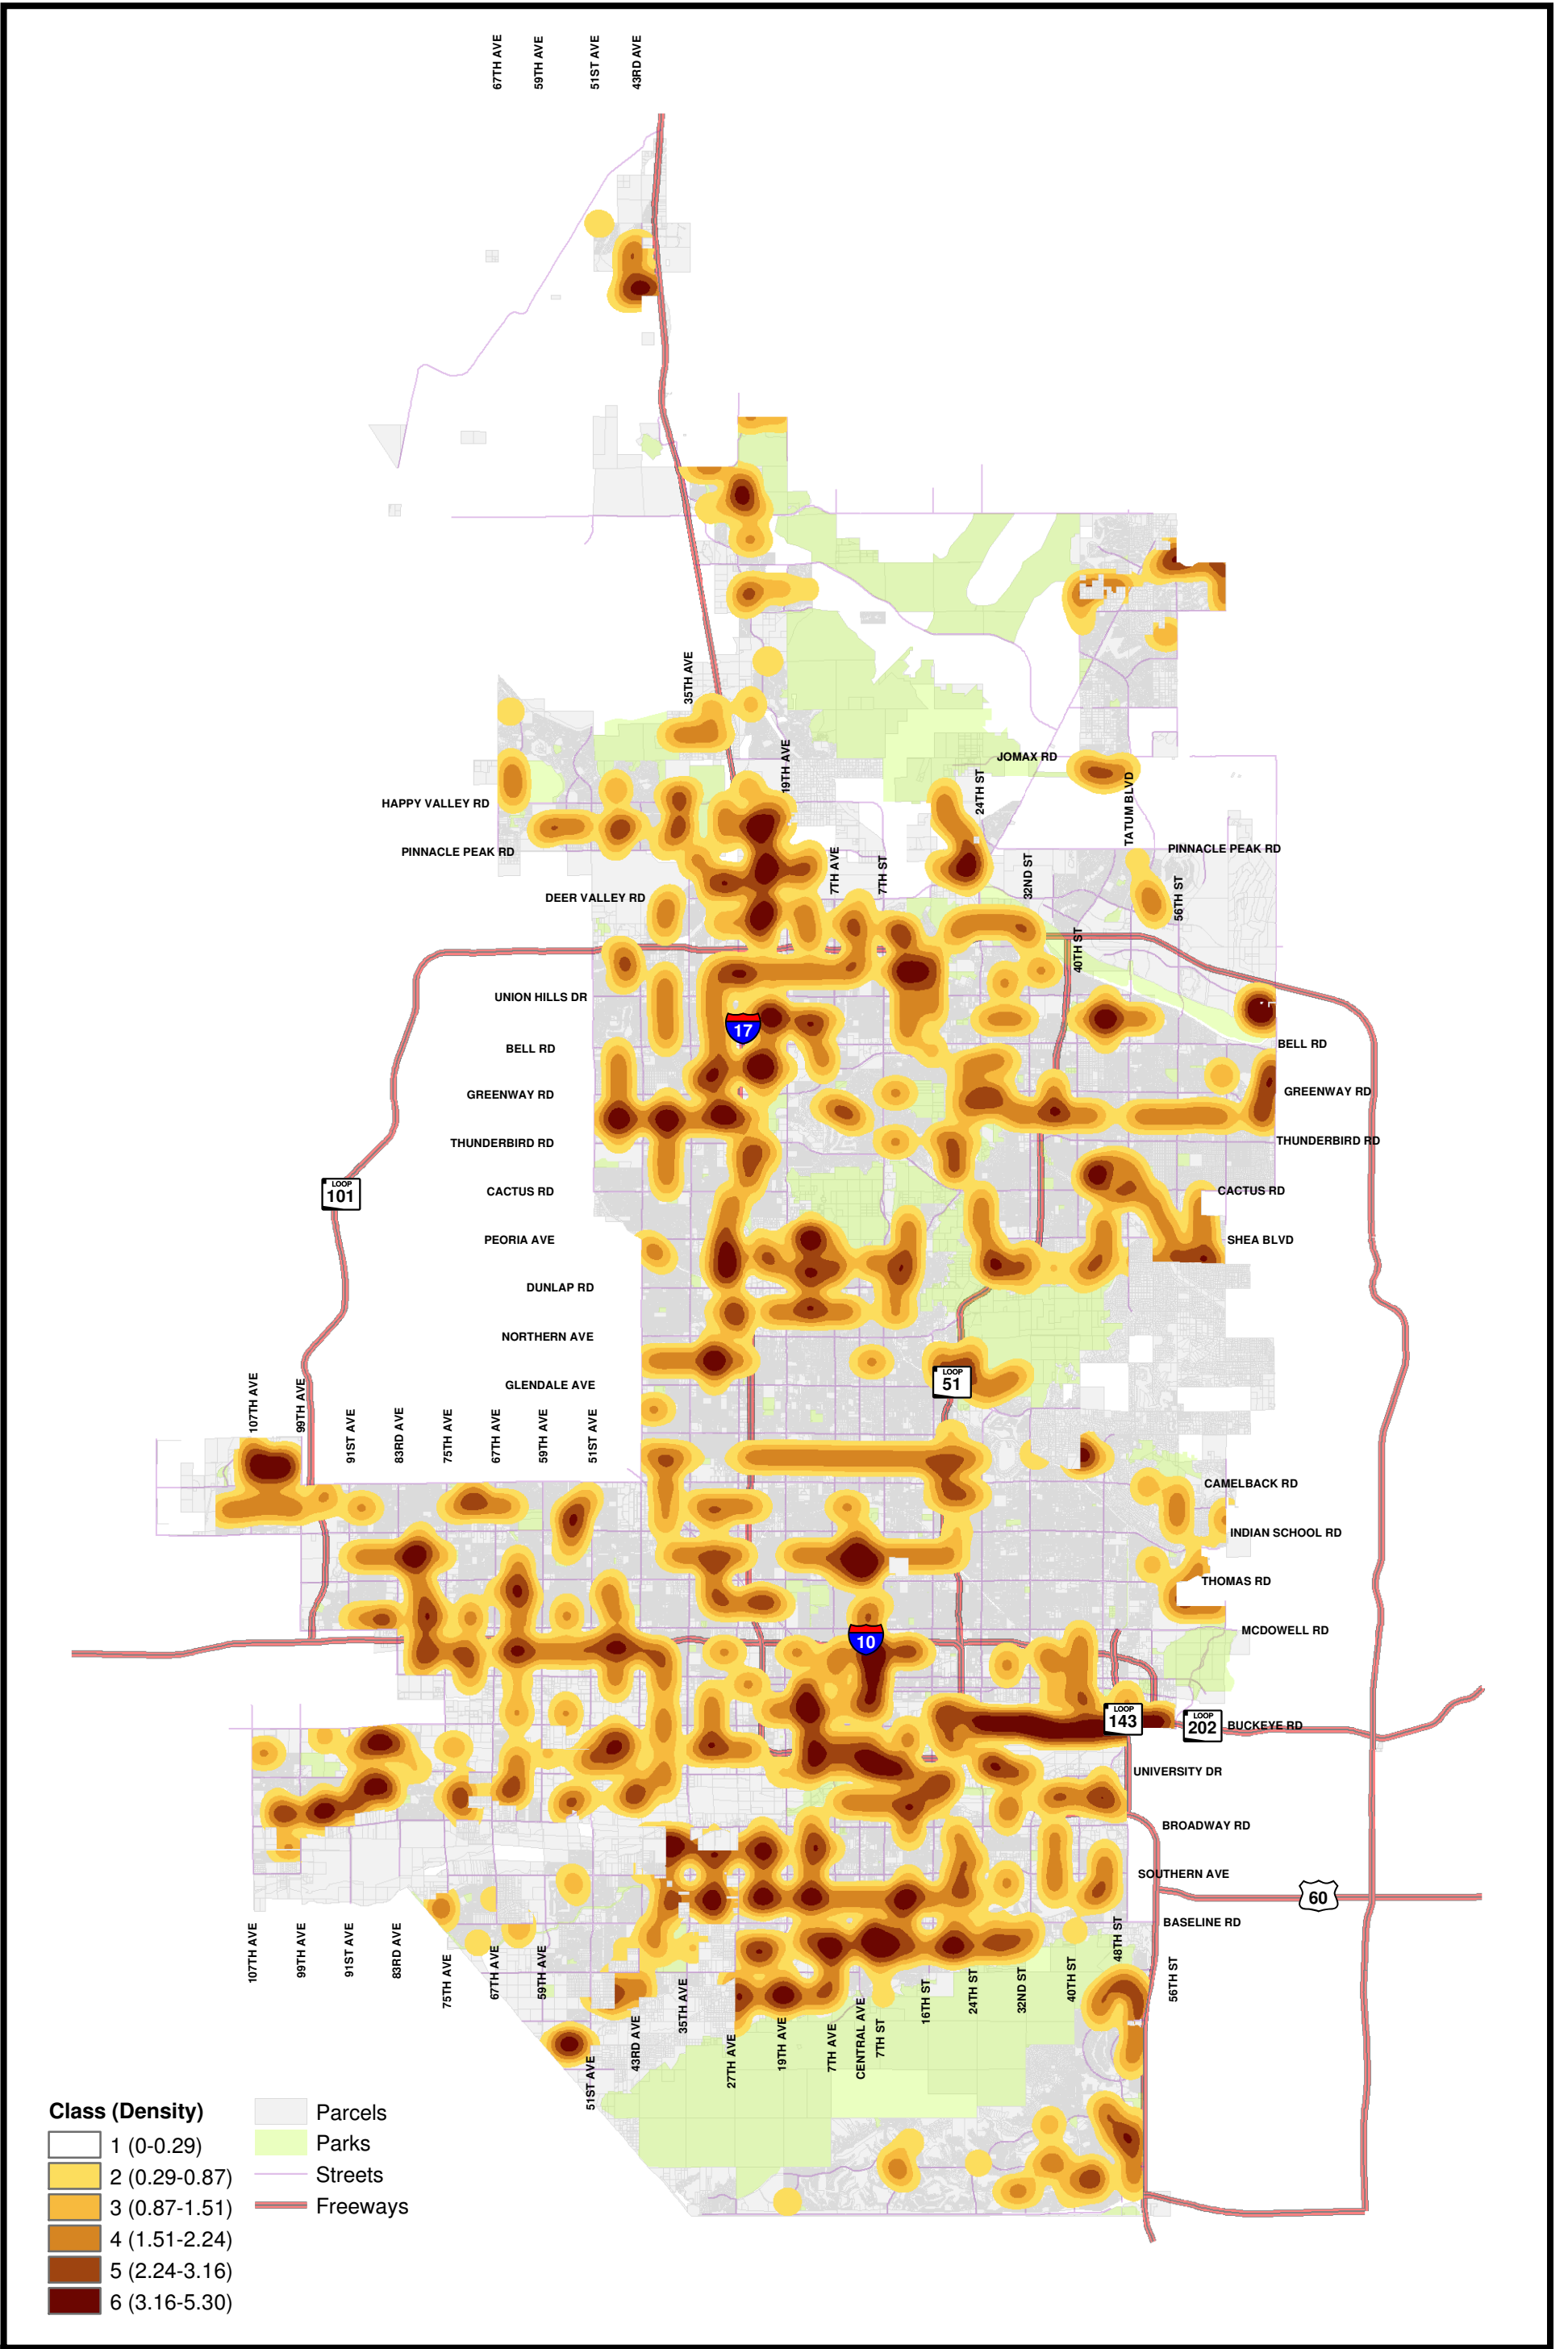 67TH AVE
59TH AVE
51ST AVE
43RD AVE
35TH AVE
19TH AVE
JOMAX RD
24TH ST
TATUM BLVD
HAPPY VALLEY RD
PINNACLE PEAK RD
PINNACLE PEAK RD
7TH AVE
7TH ST
32ND ST
56TH ST
DEER VALLEY RD
40TH ST
UNION HILLS DR
17
BELL RD
BELL RD
GREENWAY RD
GREENWAY RD
THUNDERBIRD RD
THUNDERBIRD RD
LOOP
101
CACTUS RD
CACTUS RD
PEORIA AVE
SHEA BLVD
DUNLAP RD
NORTHERN AVE
GLENDALE AVE
LOOP
51
107TH AVE
99TH AVE
91ST AVE
83RD AVE
75TH AVE
67TH AVE
59TH AVE
51ST AVE
CAMELBACK RD
INDIAN SCHOOL RD
THOMAS RD
MCDOWELL RD
10
LOOP
143
LOOP
202
BUCKEYE RD
UNIVERSITY DR
BROADWAY RD
SOUTHERN AVE
60
BASELINE RD
107TH AVE
99TH AVE
91ST AVE
83RD AVE
75TH AVE
67TH AVE
59TH AVE
51ST AVE
43RD AVE
35TH AVE
27TH AVE
19TH AVE
7TH AVE
CENTRAL AVE
7TH ST
16TH ST
24TH ST
32ND ST
40TH ST
48TH ST
56TH ST
Class (Density)
1 (0-0.29)
2 (0.29-0.87)
3 (0.87-1.51)
4 (1.51-2.24)
5 (2.24-3.16)
6 (3.16-5.30)
Parcels
Parks
Streets
Freeways